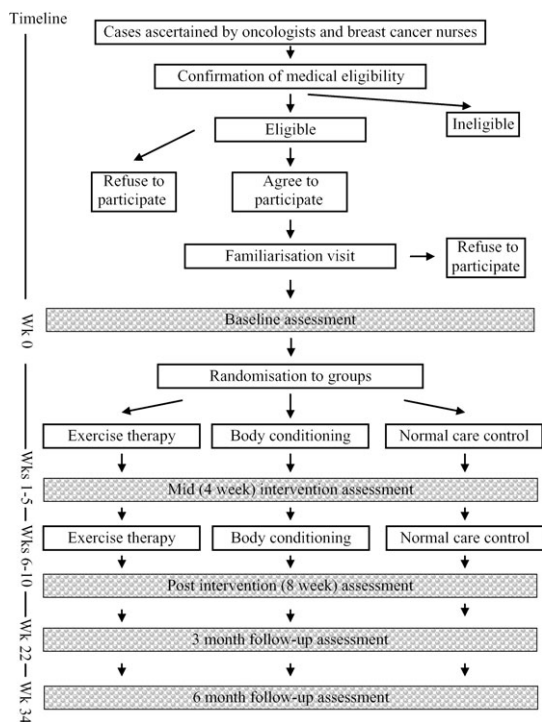 Timeline
Cases ascertained by oncologists and breast cancer nurses
Confirmation of medical eligibility
Ineligible
Eligible
Refuse to
participate
Agree to
participate
Familiarisation visit
Refuse to
participate
Wk 0
Baseline assessment
Randomisation to groups
Exercise therapy
Body conditioning
Normal care control
Wks 1-5
Mid (4 week) intervention assessment
Exercise therapy
Body conditioning
Normal care control
Wks 6-10
Post intervention (8 week) assessment
Wk 22
3 month follow-up assessment
Wk 34
6 month follow-up assessment